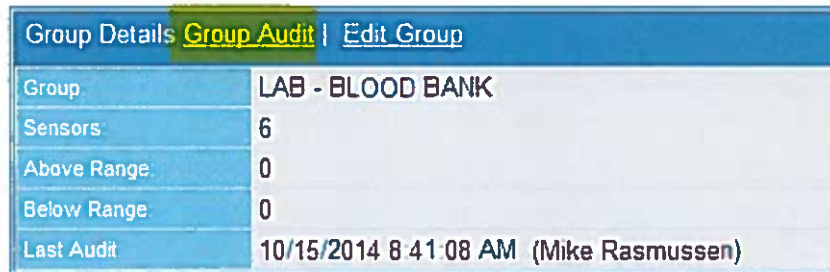 Group Details Group Audit | Edit Group
Group: LAB - BLOOD BANK
Sensors: 6
Above Range: 0
Below Range: 0
Last Audit 10/15/2014 8:41:08 AM (Mike Rasmussen)